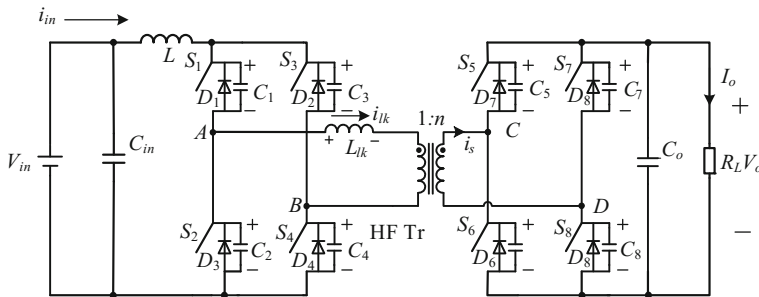 i_in
L
S_1
D_1
C_1
S_3
D_2
C_3
S_5
D_7
C_5
S_7
D_8
C_7
I_o
+ + + +
− − − −
A
i_lk
+ L_lk −
1:n
i_s
C
V_in
C_in
C_o
R_L
V_o
+
−
B
HF Tr
D
S_2
D_3
C_2
S_4
D_4
C_4
S_6
D_6
C_6
S_8
D_8
C_8
+ + + +
− − − −